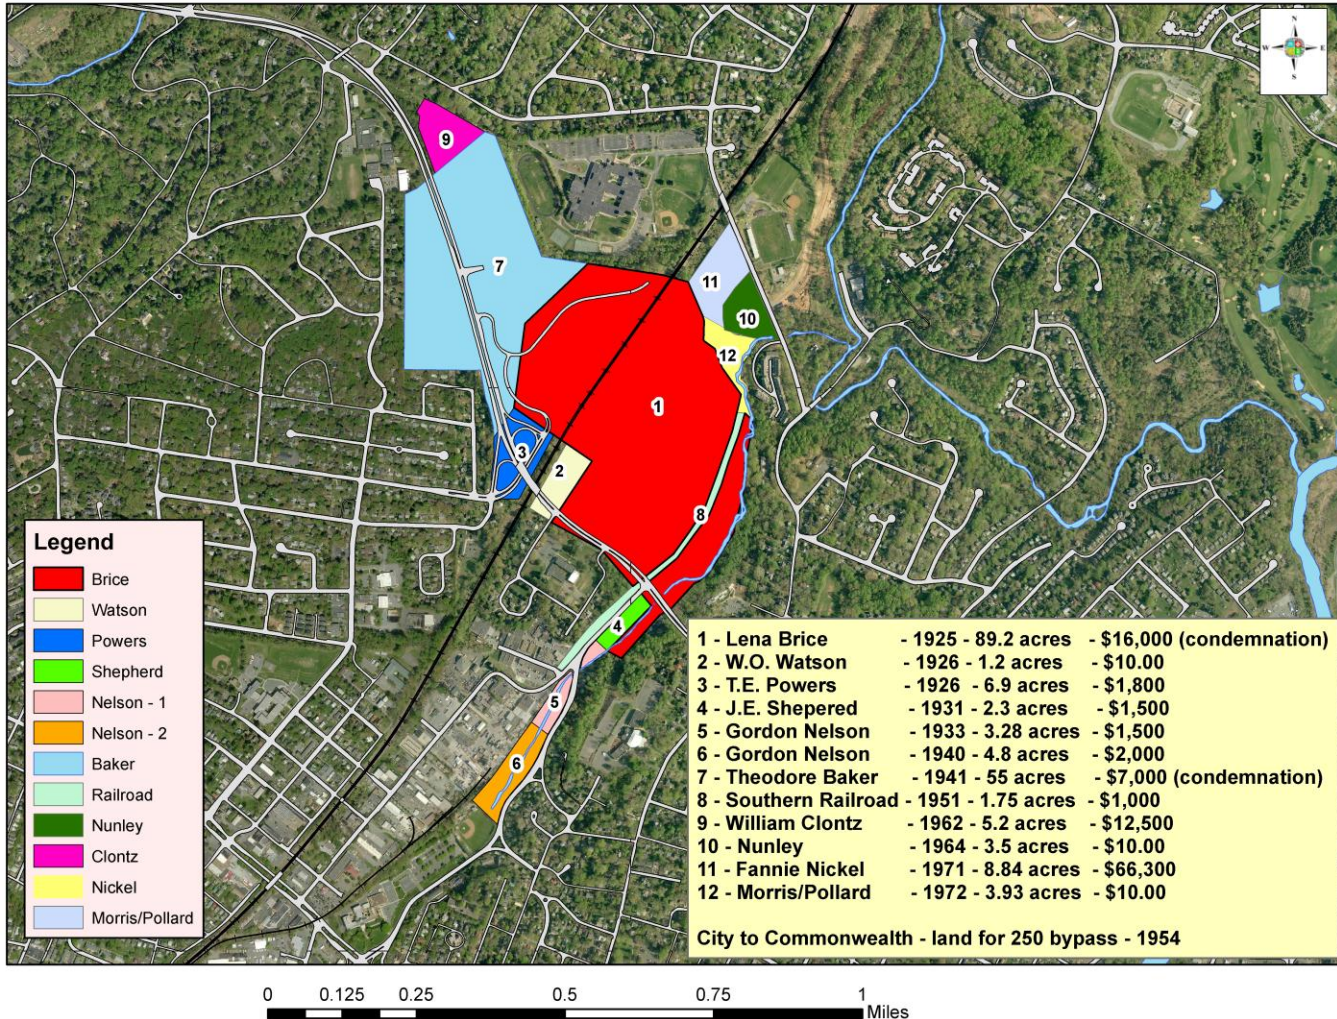 N
W E
S
9
7
11
10
12
1
3
2
8
4
5
6
Legend
Brice
Watson
Powers
Shepherd
Nelson - 1
Nelson - 2
Baker
Railroad
Nunley
Clontz
Nickel
Morris/Pollard
1 - Lena Brice - 1925 - 89.2 acres - $16,000 (condemnation)
2 - W.O. Watson - 1926 - 1.2 acres - $10.00
3 - T.E. Powers - 1926 - 6.9 acres - $1,800
4 - J.E. Shepered - 1931 - 2.3 acres - $1,500
5 - Gordon Nelson - 1933 - 3.28 acres - $1,500
6 - Gordon Nelson - 1940 - 4.8 acres - $2,000
7 - Theodore Baker - 1941 - 55 acres - $7,000 (condemnation)
8 - Southern Railroad - 1951 - 1.75 acres - $1,000
9 - William Clontz - 1962 - 5.2 acres - $12,500
10 - Nunley - 1964 - 3.5 acres - $10.00
11 - Fannie Nickel - 1971 - 8.84 acres - $66,300
12 - Morris/Pollard - 1972 - 3.93 acres - $10.00
City to Commonwealth - land for 250 bypass - 1954
0 0.125 0.25 0.5 0.75 1
Miles